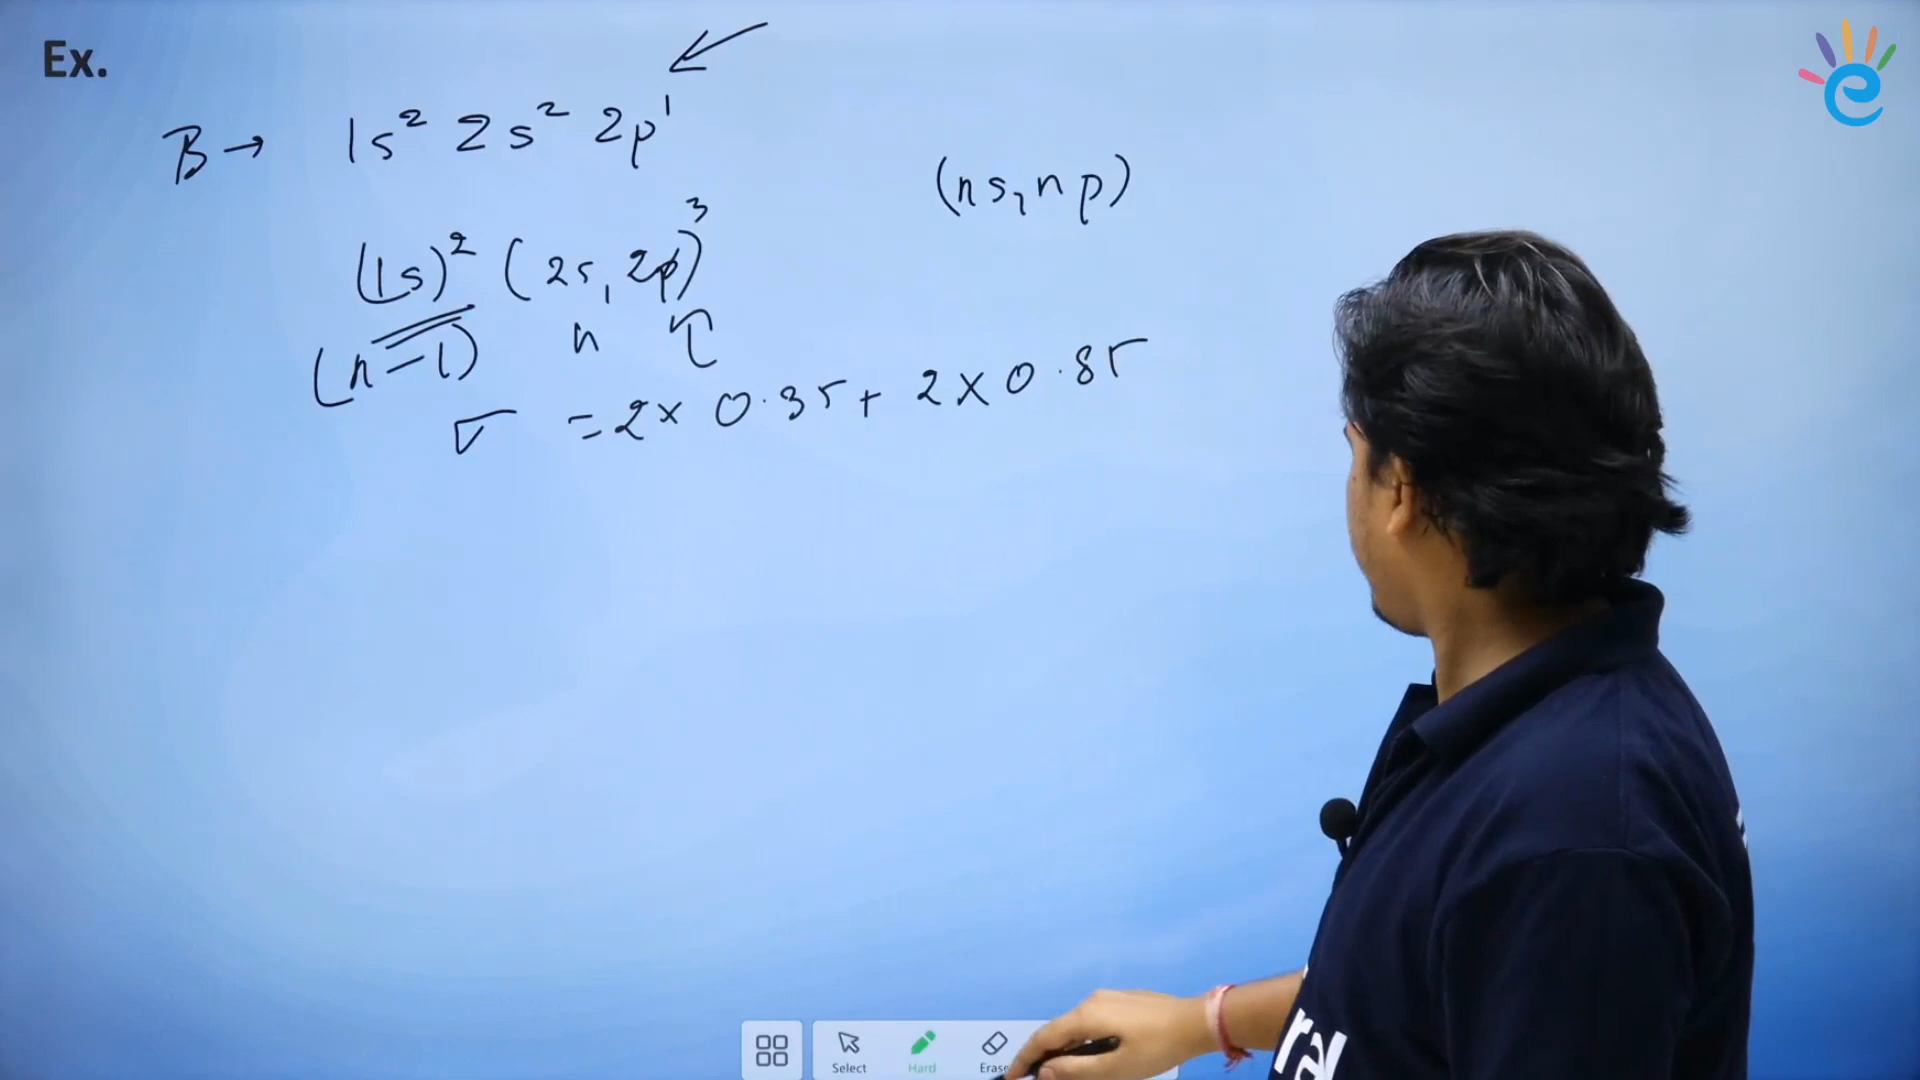 Ex.
B → 1s² 2s² 2p¹
(ns, np)
(1s)² (2s, 2p)³
(n=1) n
σ = 2 × 0.35 + 2 × 0.85
Select Hard Erase
ral